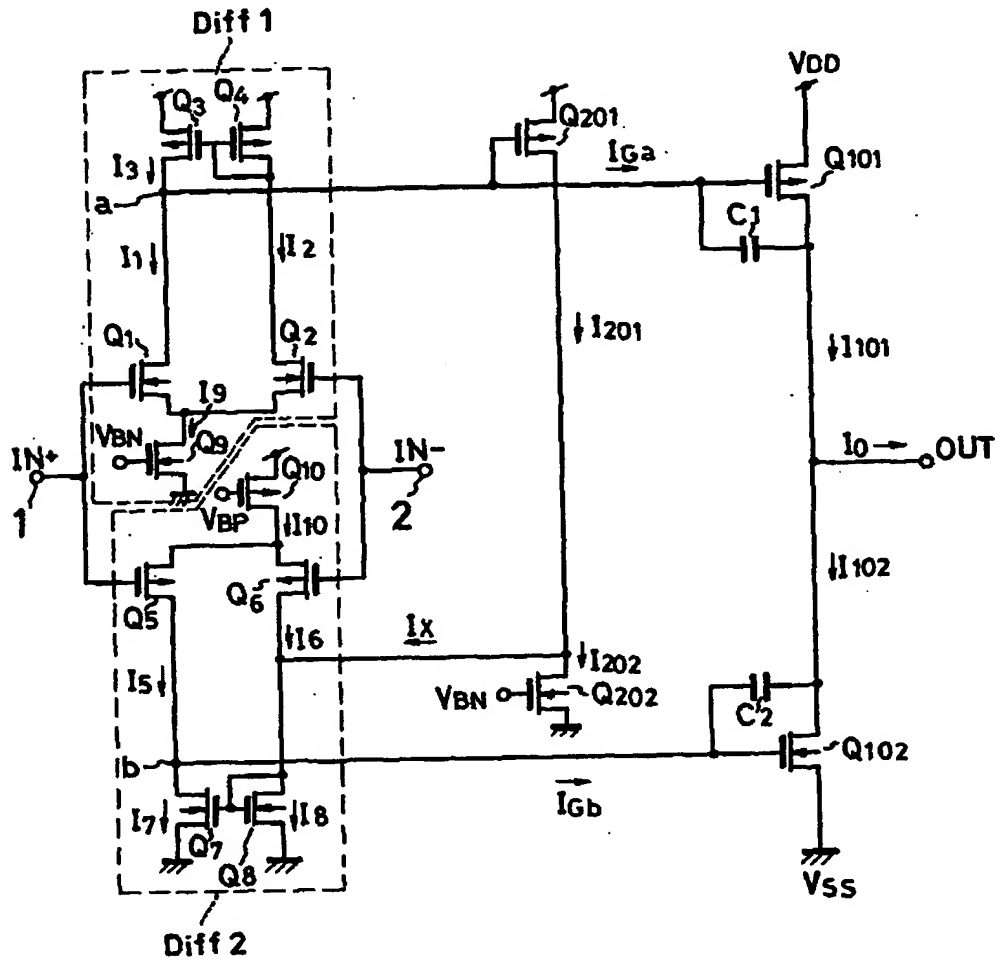 Diff 1
VDD
Q3
Q4
Q201
IGa
Q101
I3
a
C1
I1
I2
I201
I101
Q1
Q2
I9
VBN
Q9
IN+
Q10
IN-
Io
OUT
1
VBP
2
I10
I102
Q5
Q6
I6
Ix
I202
I5
VBN
Q202
C2
b
Q102
IGb
I7
I8
Q7
Q8
VSS
Diff 2